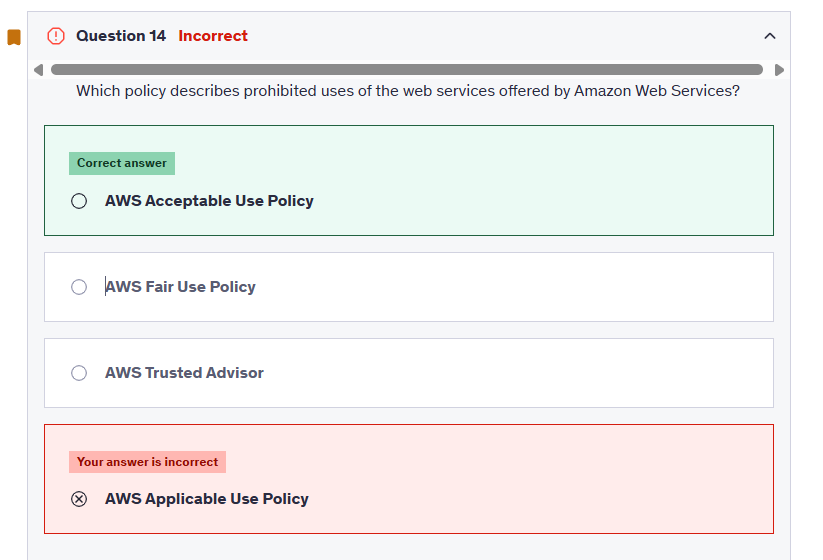 Question 14 Incorrect
Which policy describes prohibited uses of the web services offered by Amazon Web Services?
Correct answer
AWS Acceptable Use Policy
AWS Fair Use Policy
AWS Trusted Advisor
Your answer is incorrect
AWS Applicable Use Policy